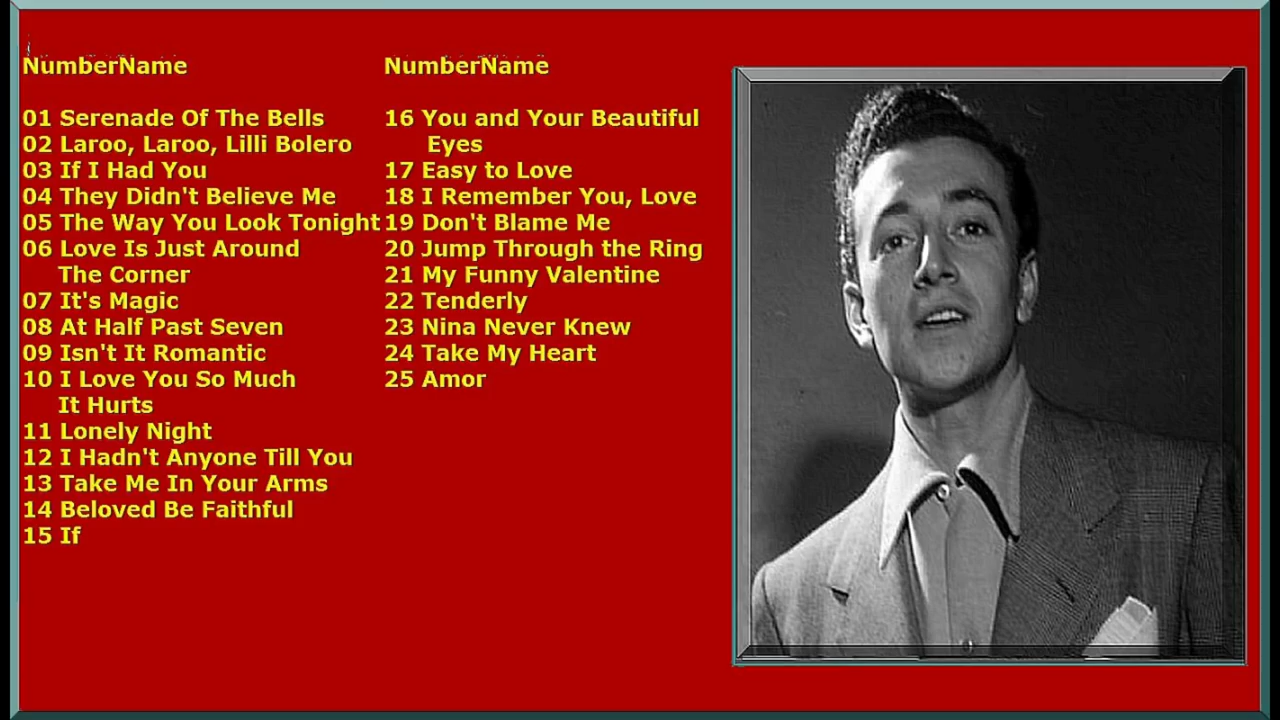 NumberName
01 Serenade Of The Bells
02 Laroo, Laroo, Lilli Bolero
03 If I Had You
04 They Didn't Believe Me
05 The Way You Look Tonight
06 Love Is Just Around
The Corner
07 It's Magic
08 At Half Past Seven
09 Isn't It Romantic
10 I Love You So Much
It Hurts
11 Lonely Night
12 I Hadn't Anyone Till You
13 Take Me In Your Arms
14 Beloved Be Faithful
15 If
NumberName
16 You and Your Beautiful
Eyes
17 Easy to Love
18 I Remember You, Love
19 Don't Blame Me
20 Jump Through the Ring
21 My Funny Valentine
22 Tenderly
23 Nina Never Knew
24 Take My Heart
25 Amor